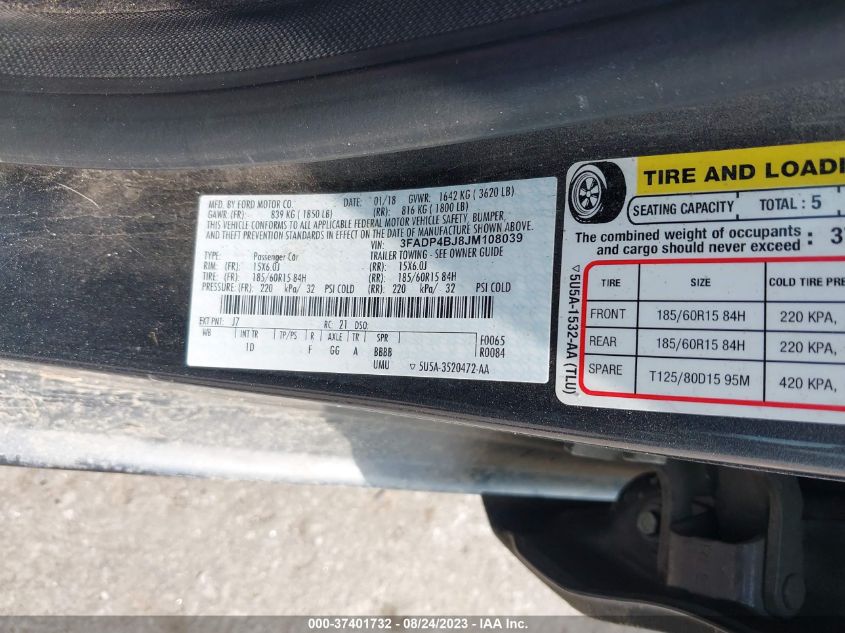 MFD. BY FORD MOTOR CO. DATE: 01/18 GVWR: 1642 KG ( 3620 LB)
GAWR (FR): 839 KG ( 1850 LB) (RR): 816 KG ( 1800 LB)
THIS VEHICLE CONFORMS TO ALL APPLICABLE FEDERAL MOTOR VEHICLE SAFETY, BUMPER,
AND THEFT PREVENTION STANDARDS IN EFFECT ON THE DATE OF MANUFACTURE SHOWN ABOVE.
VIN: 3FADP4BJ8JM108039
TYPE: Passenger Car TRAILER TOWING - SEE OWNER GUIDE
RIM: (FR): 15X6.0J (RR): 15X6.0J
TIRE: (FR): 185/60R15 84H (RR): 185/60R15 84H
PRESSURE: (FR): 220 kPa/ 32 PSI COLD (RR): 220 kPa/ 32 PSI COLD
EXT PNT: J7 RC: 21 DSO:
WB INT TR TP/PS R AXLE TR SPR F0065
1D F GG A BBBB R0084
UMU ▽ 5U5A-3520472-AA
▽5U5A-1532-AA (TLU)
TIRE AND LOADI
SEATING CAPACITY TOTAL : 5
The combined weight of occupants
and cargo should never exceed : 3
TIRE SIZE COLD TIRE PRE
FRONT 185/60R15 84H 220 KPA,
REAR 185/60R15 84H 220 KPA,
SPARE T125/80D15 95M 420 KPA,
000-37401732 - 08/24/2023 - IAA Inc.